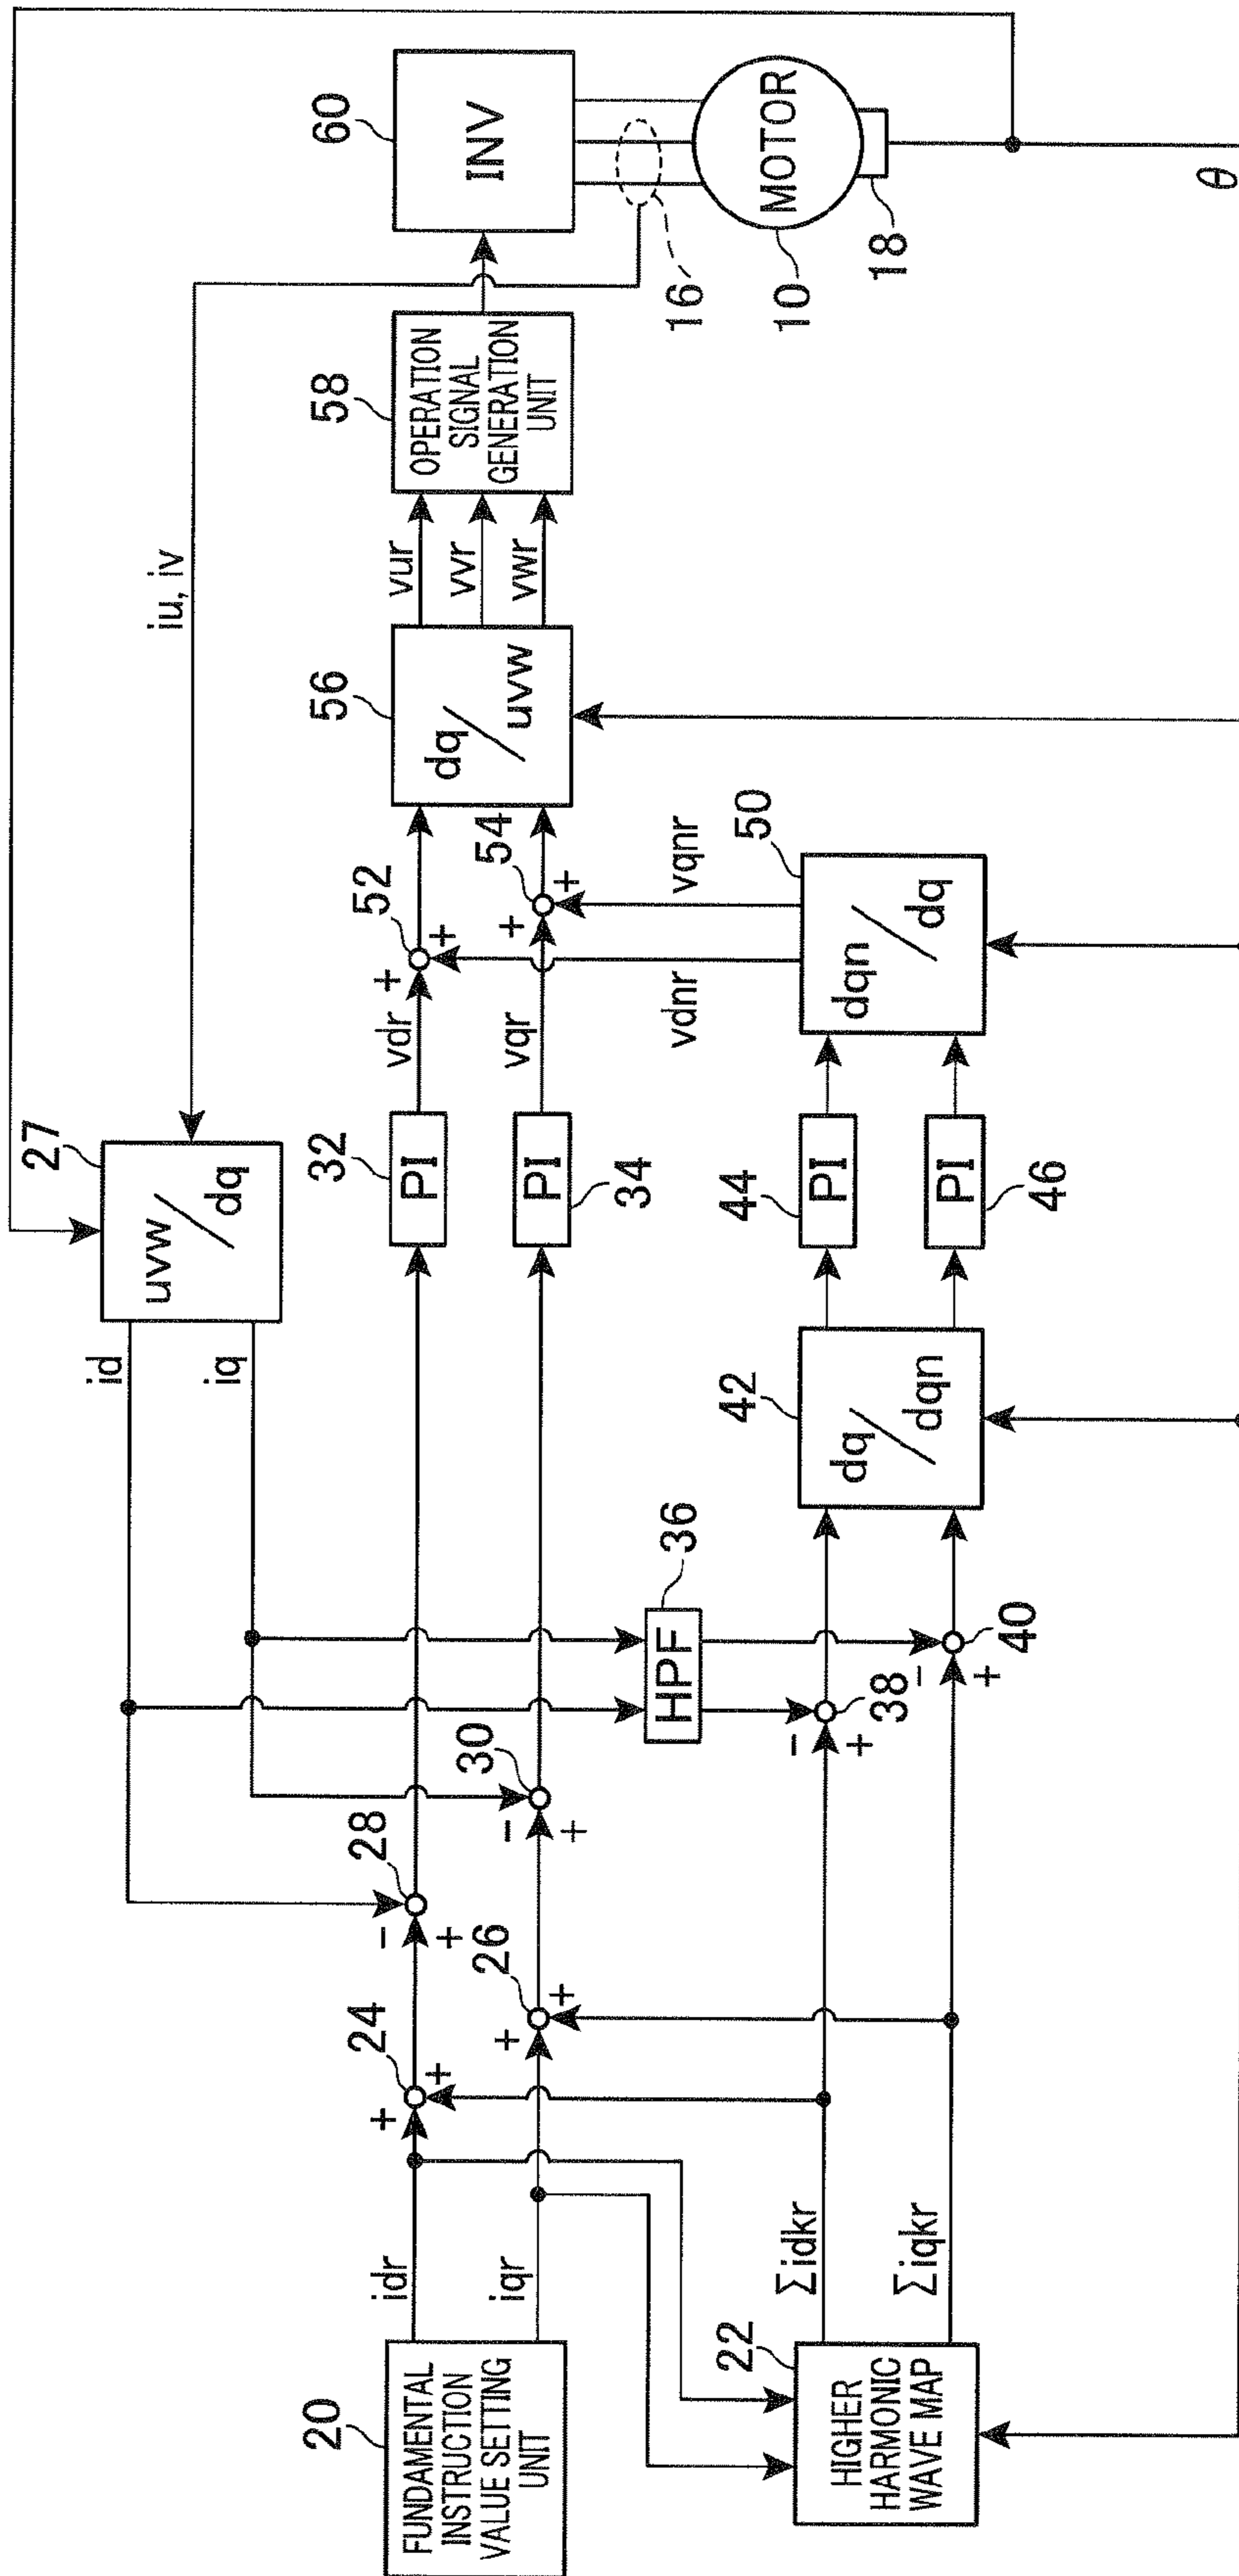 20
FUNDAMENTAL
INSTRUCTION
VALUE SETTING
UNIT
idr
iqr
22
HIGHER
HARMONIC
WAVE MAP
Σidkr
Σiqkr
24
+
+
26
+
+
28
−
+
30
−
+
id
iq
27
uvw/dq
iu, iv
HPF
36
−
+
38
−
+
40
42
dq/dqn
32
PI
PI
34
44
PI
PI
46
vdr
vqr
50
dqn/dq
vdnr
vqnr
52
+
+
54
+
+
56
dq/uvw
vur
vvr
vwr
58
OPERATION
SIGNAL
GENERATION
UNIT
60
INV
16
MOTOR
10
18
θ